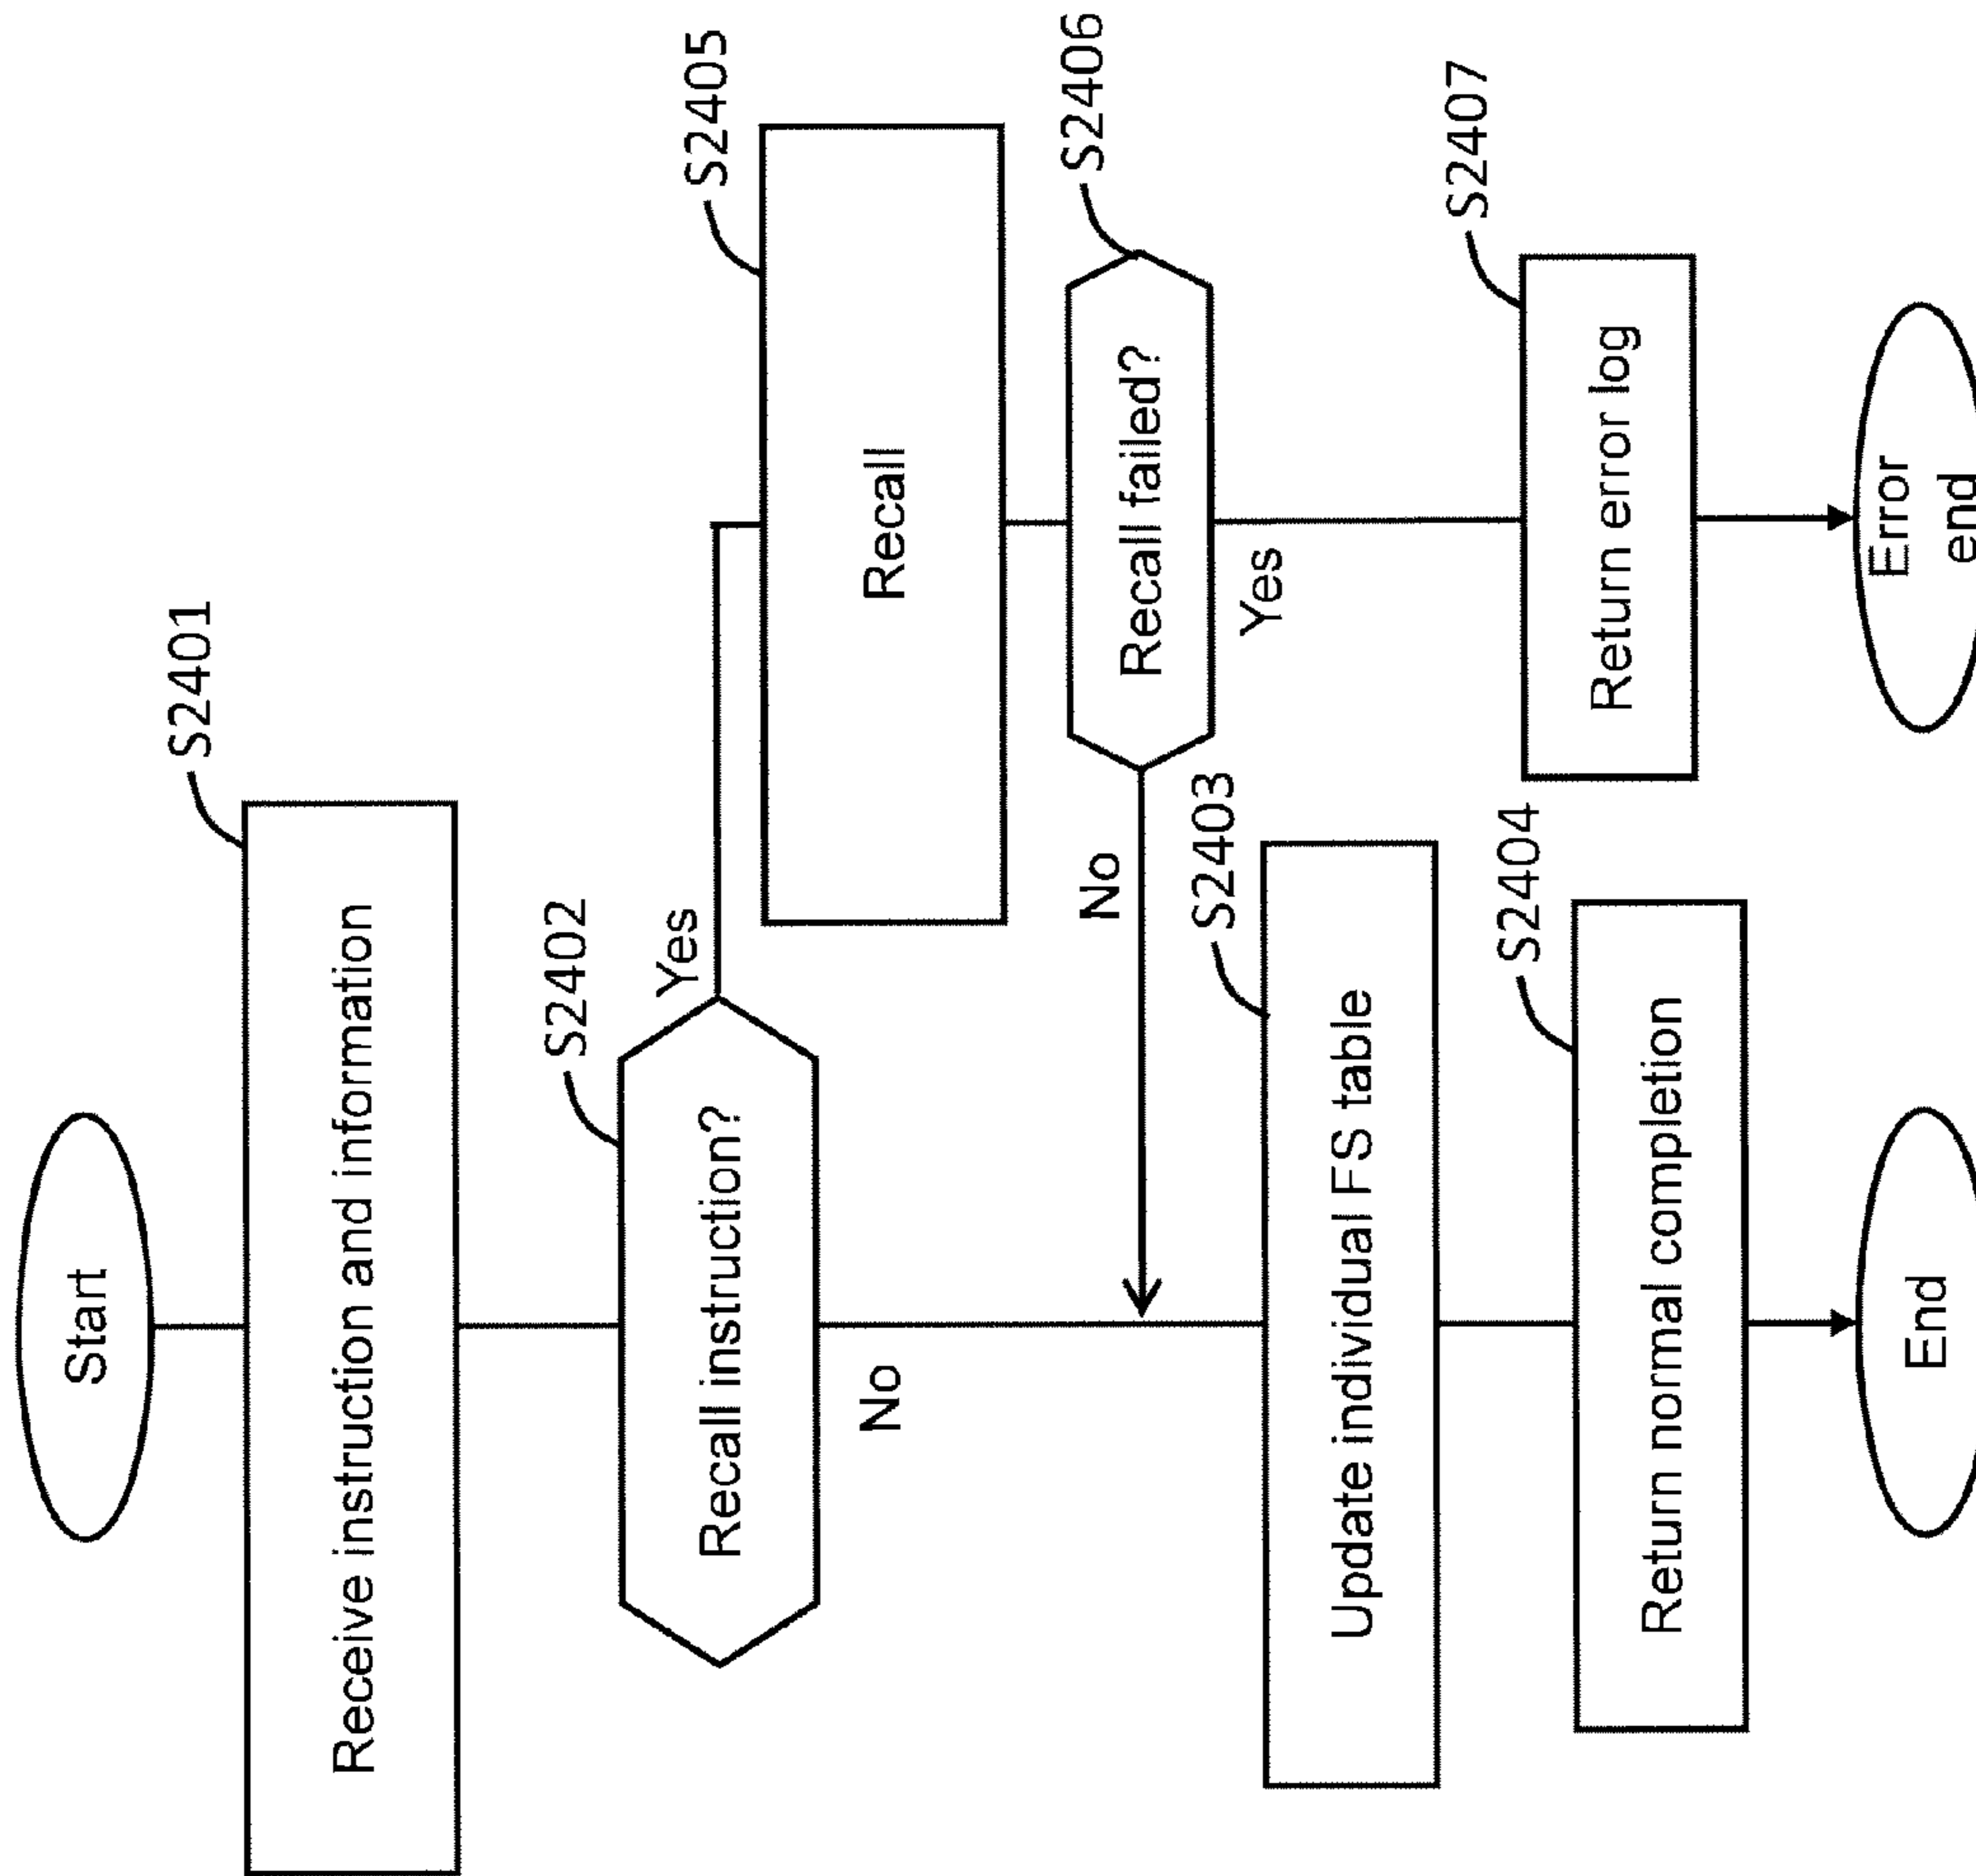 Start
S2401
Receive instruction and information
S2402
Recall instruction?
Yes
No
S2405
Recall
S2406
Recall failed?
No
Yes
S2403
Update individual FS table
S2404
Return normal completion
End
S2407
Return error log
Error
end